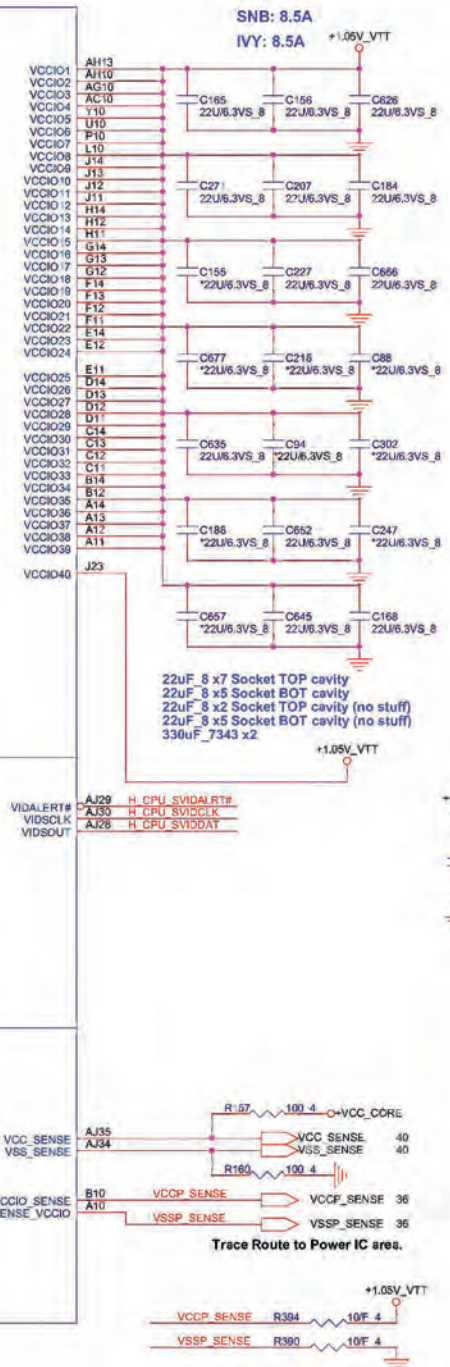 SNB: 8.5A
IVY: 8.5A
+1.05V_VTT
VCCIO1 AH13
VCCIO2 AH10
VCCIO3 AG10
VCCIO4 AC10
VCCIO5 Y10
VCCIO6 U10
VCCIO7 P10
VCCIO8 L10
VCCIO9 J14
VCCIO10 J13
VCCIO11 J12
VCCIO12 J11
VCCIO13 H14
VCCIO14 H12
VCCIO15 H11
VCCIO16 G14
VCCIO17 G13
VCCIO18 G12
VCCIO19 F14
VCCIO20 F13
VCCIO21 F12
VCCIO22 F11
VCCIO23 E14
VCCIO24 E12
VCCIO25 E11
VCCIO26 D14
VCCIO27 D13
VCCIO28 D12
VCCIO29 D11
VCCIO30 C14
VCCIO31 C13
VCCIO32 C12
VCCIO33 C11
VCCIO34 B14
VCCIO35 B12
VCCIO36 A14
VCCIO37 A13
VCCIO38 A12
VCCIO39 A11
VCCIO40 J23
C165 C156 C626
22U/6.3VS_8 22U/6.3VS_8 22U/6.3VS_8
C271 C207 C184
22U/6.3VS_8 22U/6.3VS_8 22U/6.3VS_8
C155 C227 C666
*22U/6.3VS_8 *22U/6.3VS_8 22U/6.3VS_8
C677 C216 C88
*22U/6.3VS_8 *22U/6.3VS_8 *22U/6.3VS_8
C635 C94 C302
22U/6.3VS_8 *22U/6.3VS_8 *22U/6.3VS_8
C186 C652 C247
*22U/6.3VS_8 22U/6.3VS_8 *22U/6.3VS_8
C657 C645 C168
*22U/6.3VS_8 22U/6.3VS_8 22U/6.3VS_8
22uF_8 x7 Socket TOP cavity
22uF_8 x5 Socket BOT cavity
22uF_8 x2 Socket TOP cavity (no stuff)
22uF_8 x5 Socket BOT cavity (no stuff)
330uF_7343 x2
+1.05V_VTT
VIDALERT# AJ29 H_CPU_SVIDALRT#
VIDSCLK AJ30 H_CPU_SVIDCLK
VIDSOUT AJ28 H_CPU_SVIDDAT
R157 100_4 +VCC_CORE
VCC_SENSE AJ35 VCC_SENSE 40
VSS_SENSE AJ34 VSS_SENSE 40
R160 100_4
CCIO_SENSE B10 VCCP_SENSE VCCP_SENSE 36
ENSE_VCCIO A10 VSSP_SENSE VSSP_SENSE 36
Trace Route to Power IC area.
+1.05V_VTT
VCCP_SENSE R394 10/F_4
VSSP_SENSE R390 10/F_4